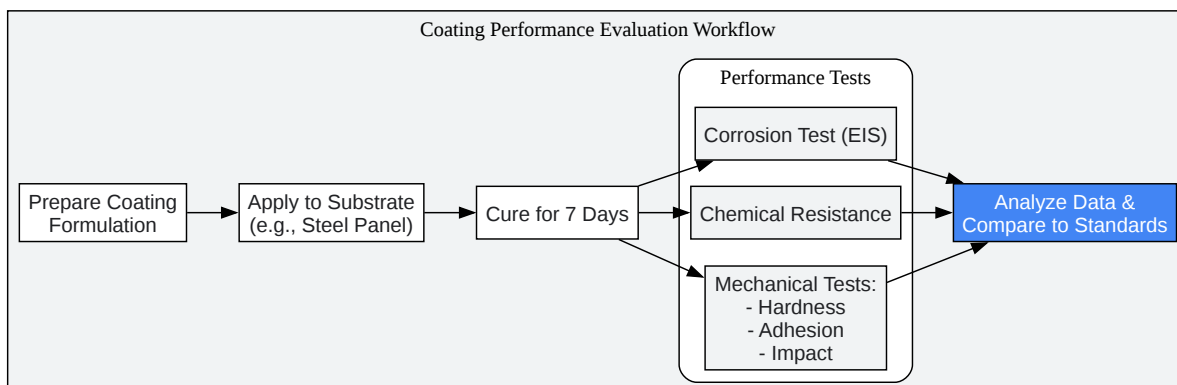 Coating Performance Evaluation Workflow
Prepare Coating
Formulation
Apply to Substrate
(e.g., Steel Panel)
Cure for 7 Days
Performance Tests
Corrosion Test (EIS)
Chemical Resistance
Mechanical Tests:
- Hardness
- Adhesion
- Impact
Analyze Data &
Compare to Standards